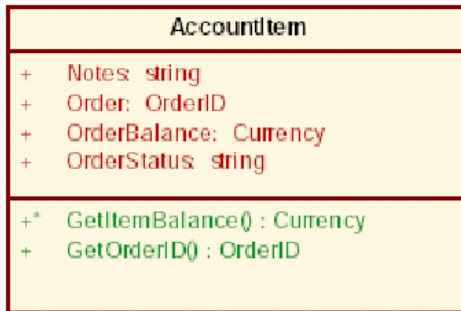 AccountItem
+ Notes: string
+ Order: OrderID
+ OrderBalance: Currency
+ OrderStatus: string
+* GetItemBalance() : Currency
+ GetOrderID() : OrderID